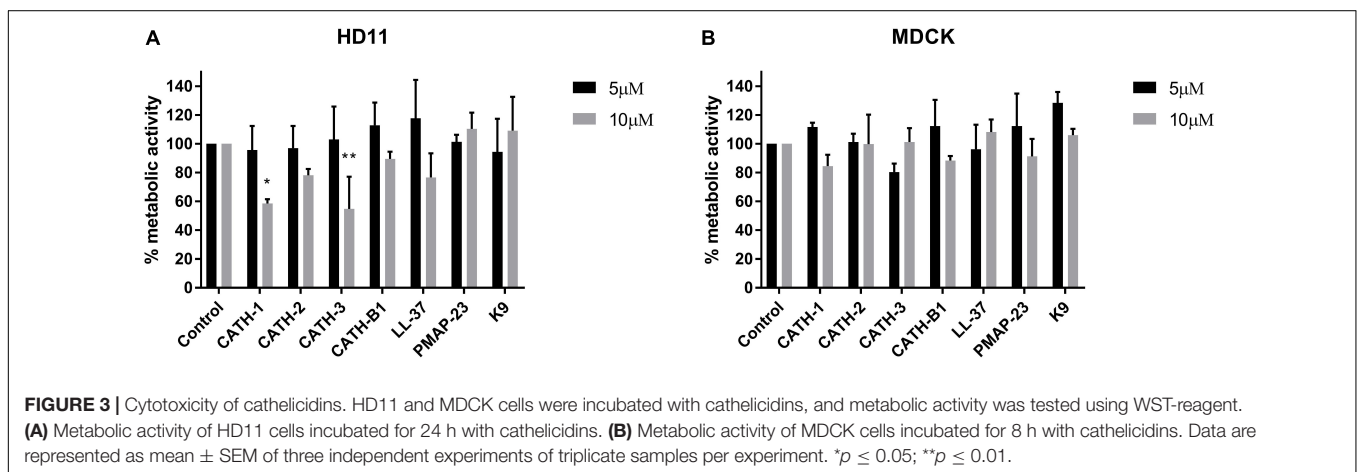 A
HD11
% metabolic activity
140
120
100
80
60
40
20
0
*
**
Control
CATH-1
CATH-2
CATH-3
CATH-B1
LL-37
PMAP-23
K9
5μM
10μM
B
MDCK
% metabolic activity
140
120
100
80
60
40
20
0
Control
CATH-1
CATH-2
CATH-3
CATH-B1
LL-37
PMAP-23
K9
5μM
10μM
FIGURE 3 | Cytotoxicity of cathelicidins. HD11 and MDCK cells were incubated with cathelicidins, and metabolic activity was tested using WST-reagent.
(A) Metabolic activity of HD11 cells incubated for 24 h with cathelicidins. (B) Metabolic activity of MDCK cells incubated for 8 h with cathelicidins. Data are
represented as mean ± SEM of three independent experiments of triplicate samples per experiment. *p ≤ 0.05; **p ≤ 0.01.